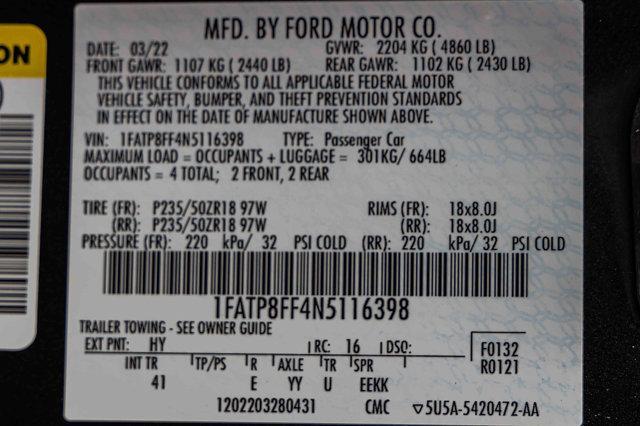 ON
MFD. BY FORD MOTOR CO.
DATE: 03/22 GVWR: 2204 KG ( 4860 LB)
FRONT GAWR: 1107 KG ( 2440 LB) REAR GAWR: 1102 KG ( 2430 LB)
THIS VEHICLE CONFORMS TO ALL APPLICABLE FEDERAL MOTOR
VEHICLE SAFETY, BUMPER, AND THEFT PREVENTION STANDARDS
IN EFFECT ON THE DATE OF MANUFACTURE SHOWN ABOVE.
VIN: 1FATP8FF4N5116398 TYPE: Passenger Car
MAXIMUM LOAD = OCCUPANTS + LUGGAGE = 301KG/ 664LB
OCCUPANTS = 4 TOTAL; 2 FRONT, 2 REAR
TIRE (FR): P235/50ZR18 97W RIMS (FR): 18x8.0J
(RR): P235/50ZR18 97W (RR): 18x8.0J
PRESSURE (FR): 220 kPa/ 32 PSI COLD (RR): 220 kPa/ 32 PSI COLD
1FATP8FF4N5116398
TRAILER TOWING - SEE OWNER GUIDE
EXT PNT: HY RC: 16 DSO: F0132
INT TR TP/PS R AXLE TR SPR R0121
41 E YY U EEKK
1202203280431 CMC ▽5U5A-5420472-AA